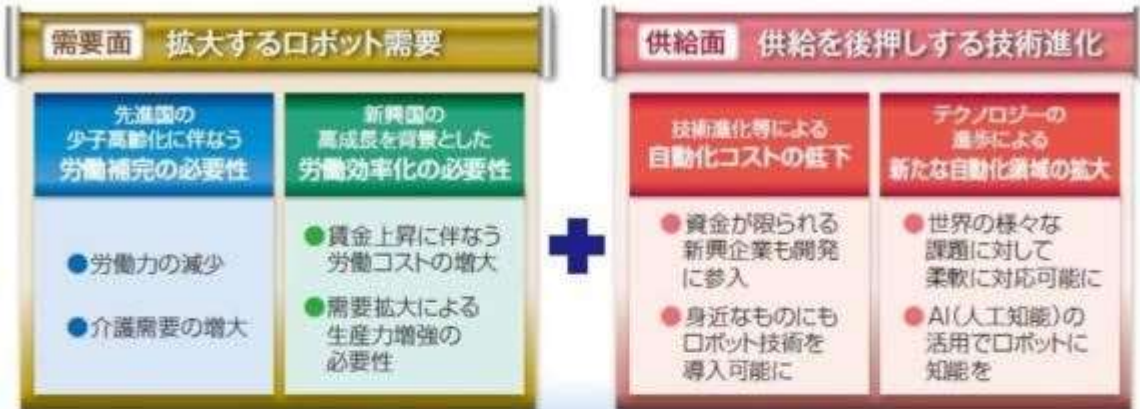 需要面 拡大するロボット需要
先進国の
少子高齢化に伴なう
労働補完の必要性
●労働力の減少
●介護需要の増大
新興国の
高成長を背景とした
労働効率化の必要性
●賃金上昇に伴なう
労働コストの増大
●需要拡大による
生産力増強の
必要性
+
供給面 供給を後押しする技術進化
技術進化等による
自動化コストの低下
●資金が限られる
新興企業も開発
に参入
●身近なものにも
ロボット技術を
導入可能に
テクノロジーの
進歩による
新たな自動化領域の拡大
●世界の様々な
課題に対して
柔軟に対応可能に
●AI(人工知能)の
活用でロボットに
知能を